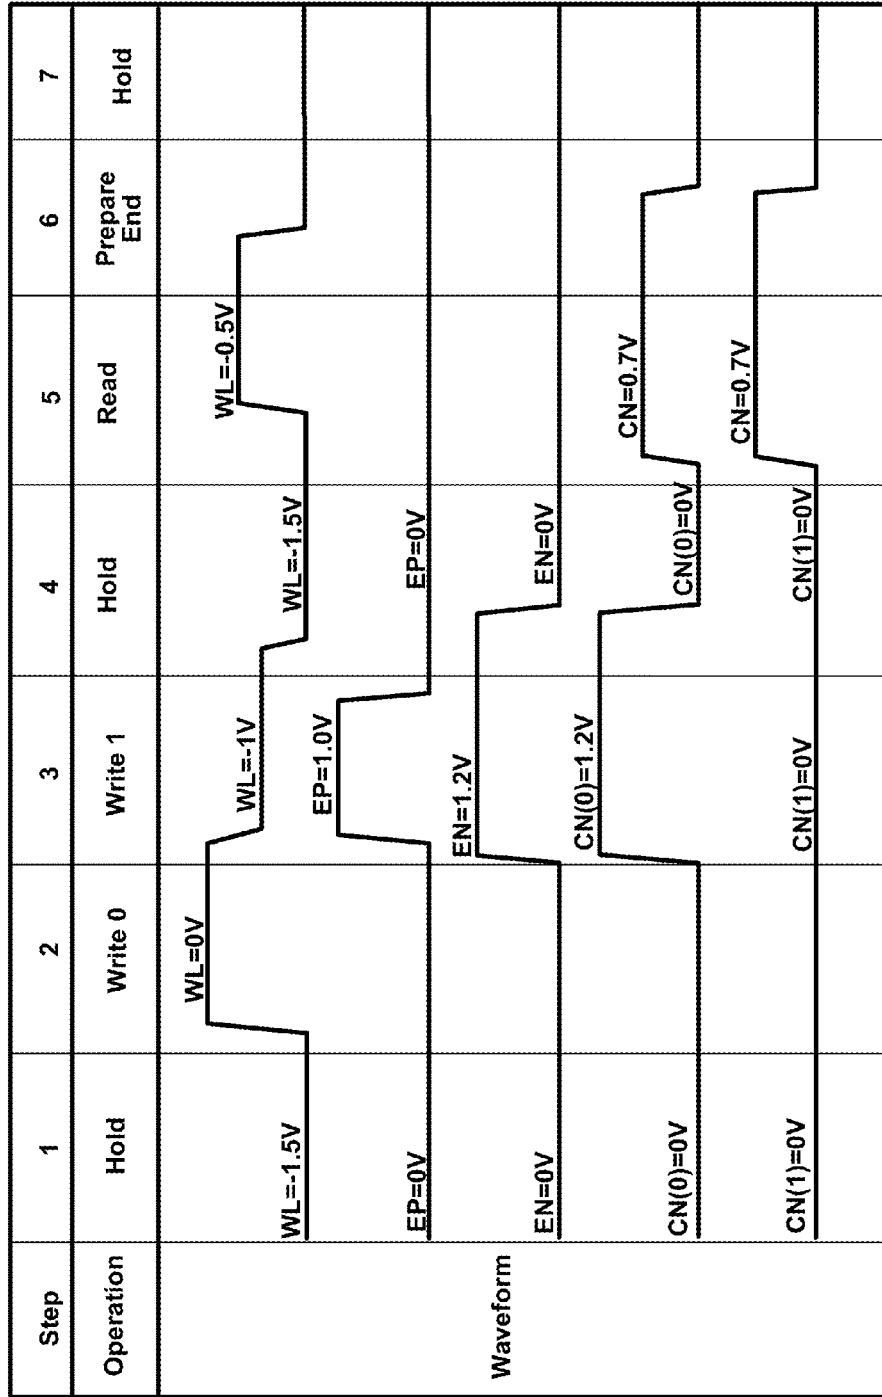 Step 1 2 3 4 5 6 7
Operation Hold Write 0 Write 1 Hold Read Prepare End Hold
Waveform
WL=-1.5V WL=0V WL=-1V WL=-1.5V WL=-0.5V
EP=0V EP=1.0V EP=0V
EN=0V EN=1.2V EN=0V
CN(0)=0V CN(0)=1.2V CN(0)=0V CN=0.7V
CN(1)=0V CN(1)=0V CN(1)=0V CN=0.7V